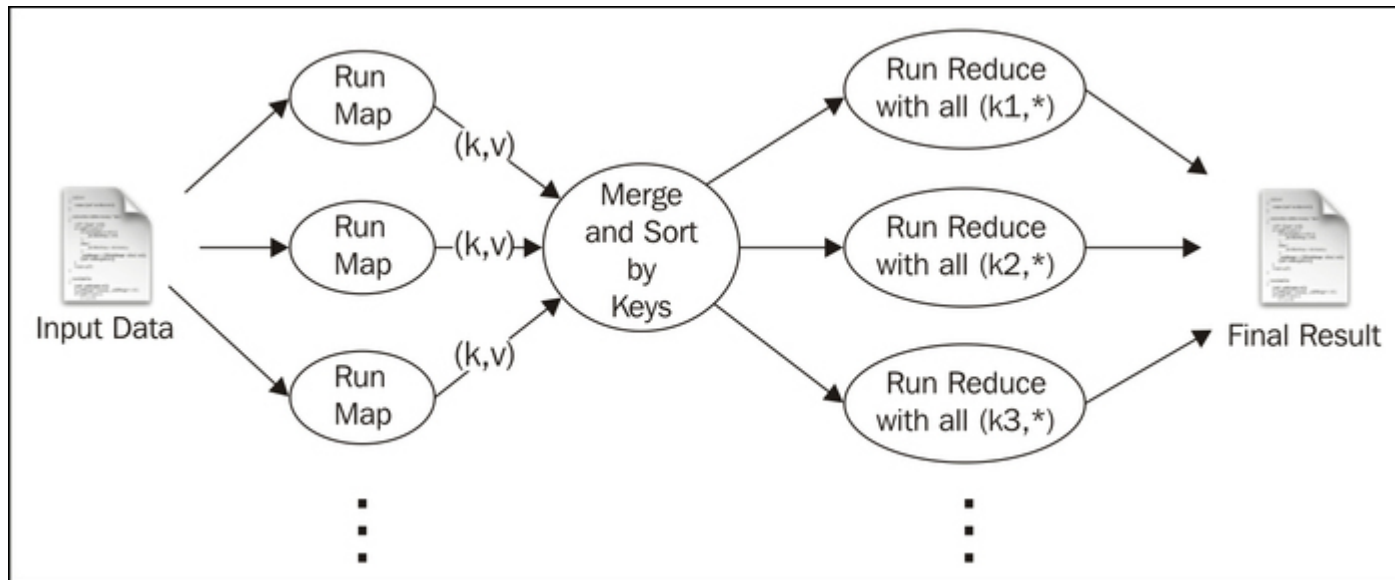 Input Data
Run
Map
(k,v)
Run
Map
(k,v)
Run
Map
(k,v)
Merge
and Sort
by
Keys
Run Reduce
with all (k1,*)
Run Reduce
with all (k2,*)
Run Reduce
with all (k3,*)
Final Result